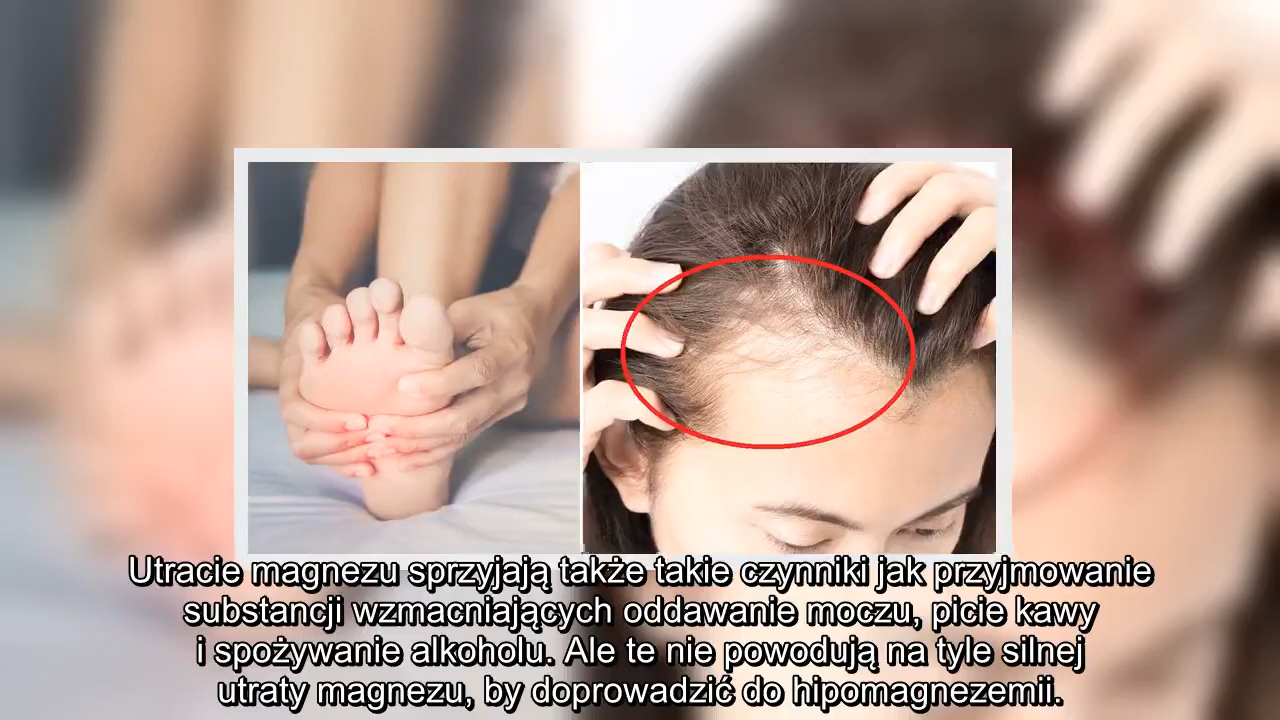 Utracie magnezu sprzyjają także takie czynniki jak przyjmowanie
substancji wzmacniających oddawanie moczu, picie kawy
i spożywanie alkoholu. Ale te nie powodują na tyle silnej
utraty magnezu, by doprowadzić do hipomagnezemii.